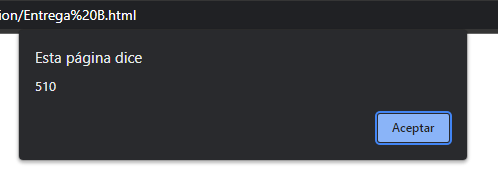 ion/Entrega%20B.html
Esta página dice
510
Aceptar